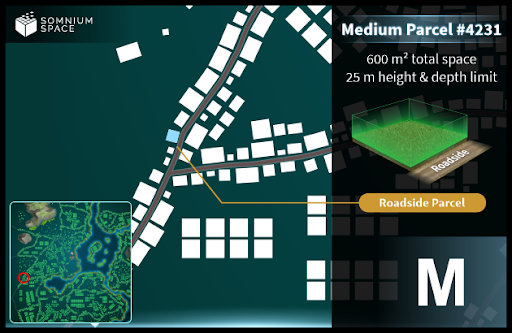 SOMNIUM
SPACE
Medium Parcel #4231
600 m² total space
25 m height & depth limit
Roadside
Roadside Parcel
M